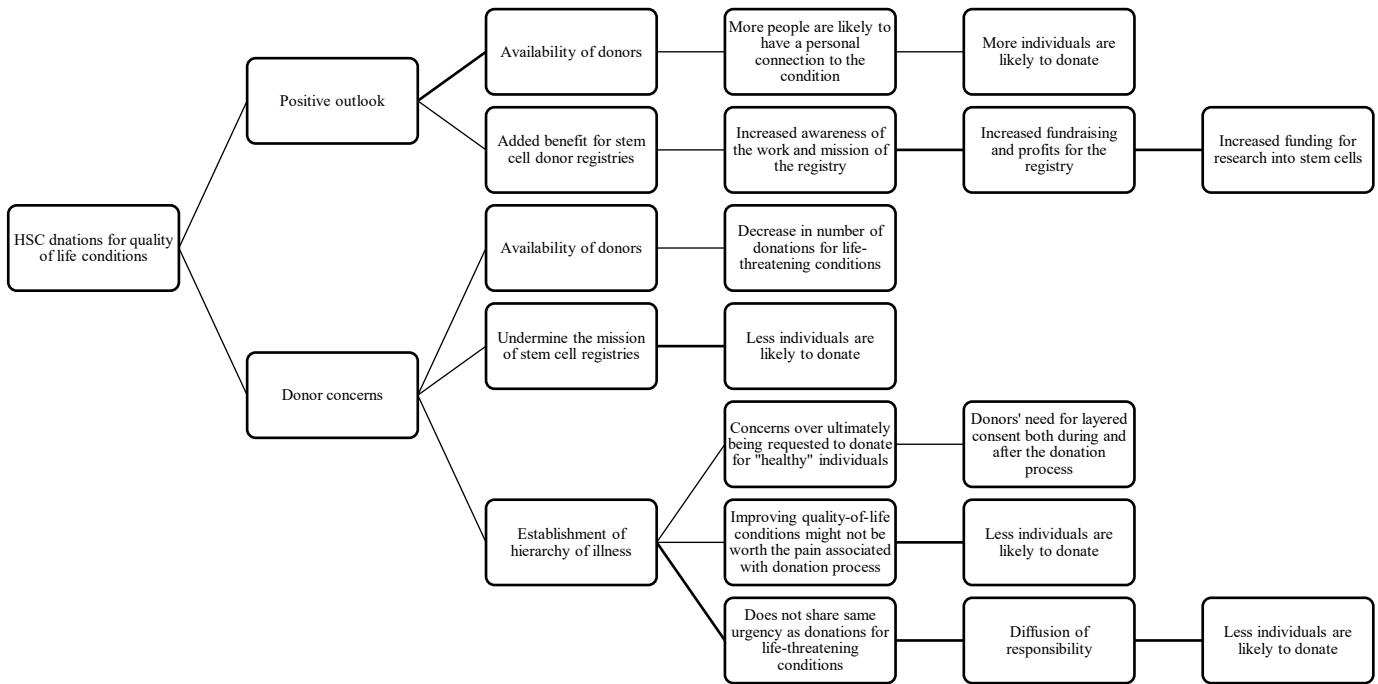 HSC dnations for quality
of life conditions
Positive outlook
Availability of donors
More people are likely to
have a personal
connection to the
condition
More individuals are
likely to donate
Added benefit for stem
cell donor registries
Increased awareness of
the work and mission of
the registry
Increased fundraising
and profits for the
registry
Increased funding for
research into stem cells
Donor concerns
Availability of donors
Decrease in number of
donations for life-
threatening conditions
Undermine the mission
of stem cell registries
Less individuals are
likely to donate
Establishment of
hierarchy of illness
Concerns over ultimately
being requested to donate
for "healthy" individuals
Donors' need for layered
consent both during and
after the donation
process
Improving quality-of-life
conditions might not be
worth the pain associated
with donation process
Less individuals are
likely to donate
Does not share same
urgency as donations for
life-threatening
conditions
Diffusion of
responsibility
Less individuals are
likely to donate